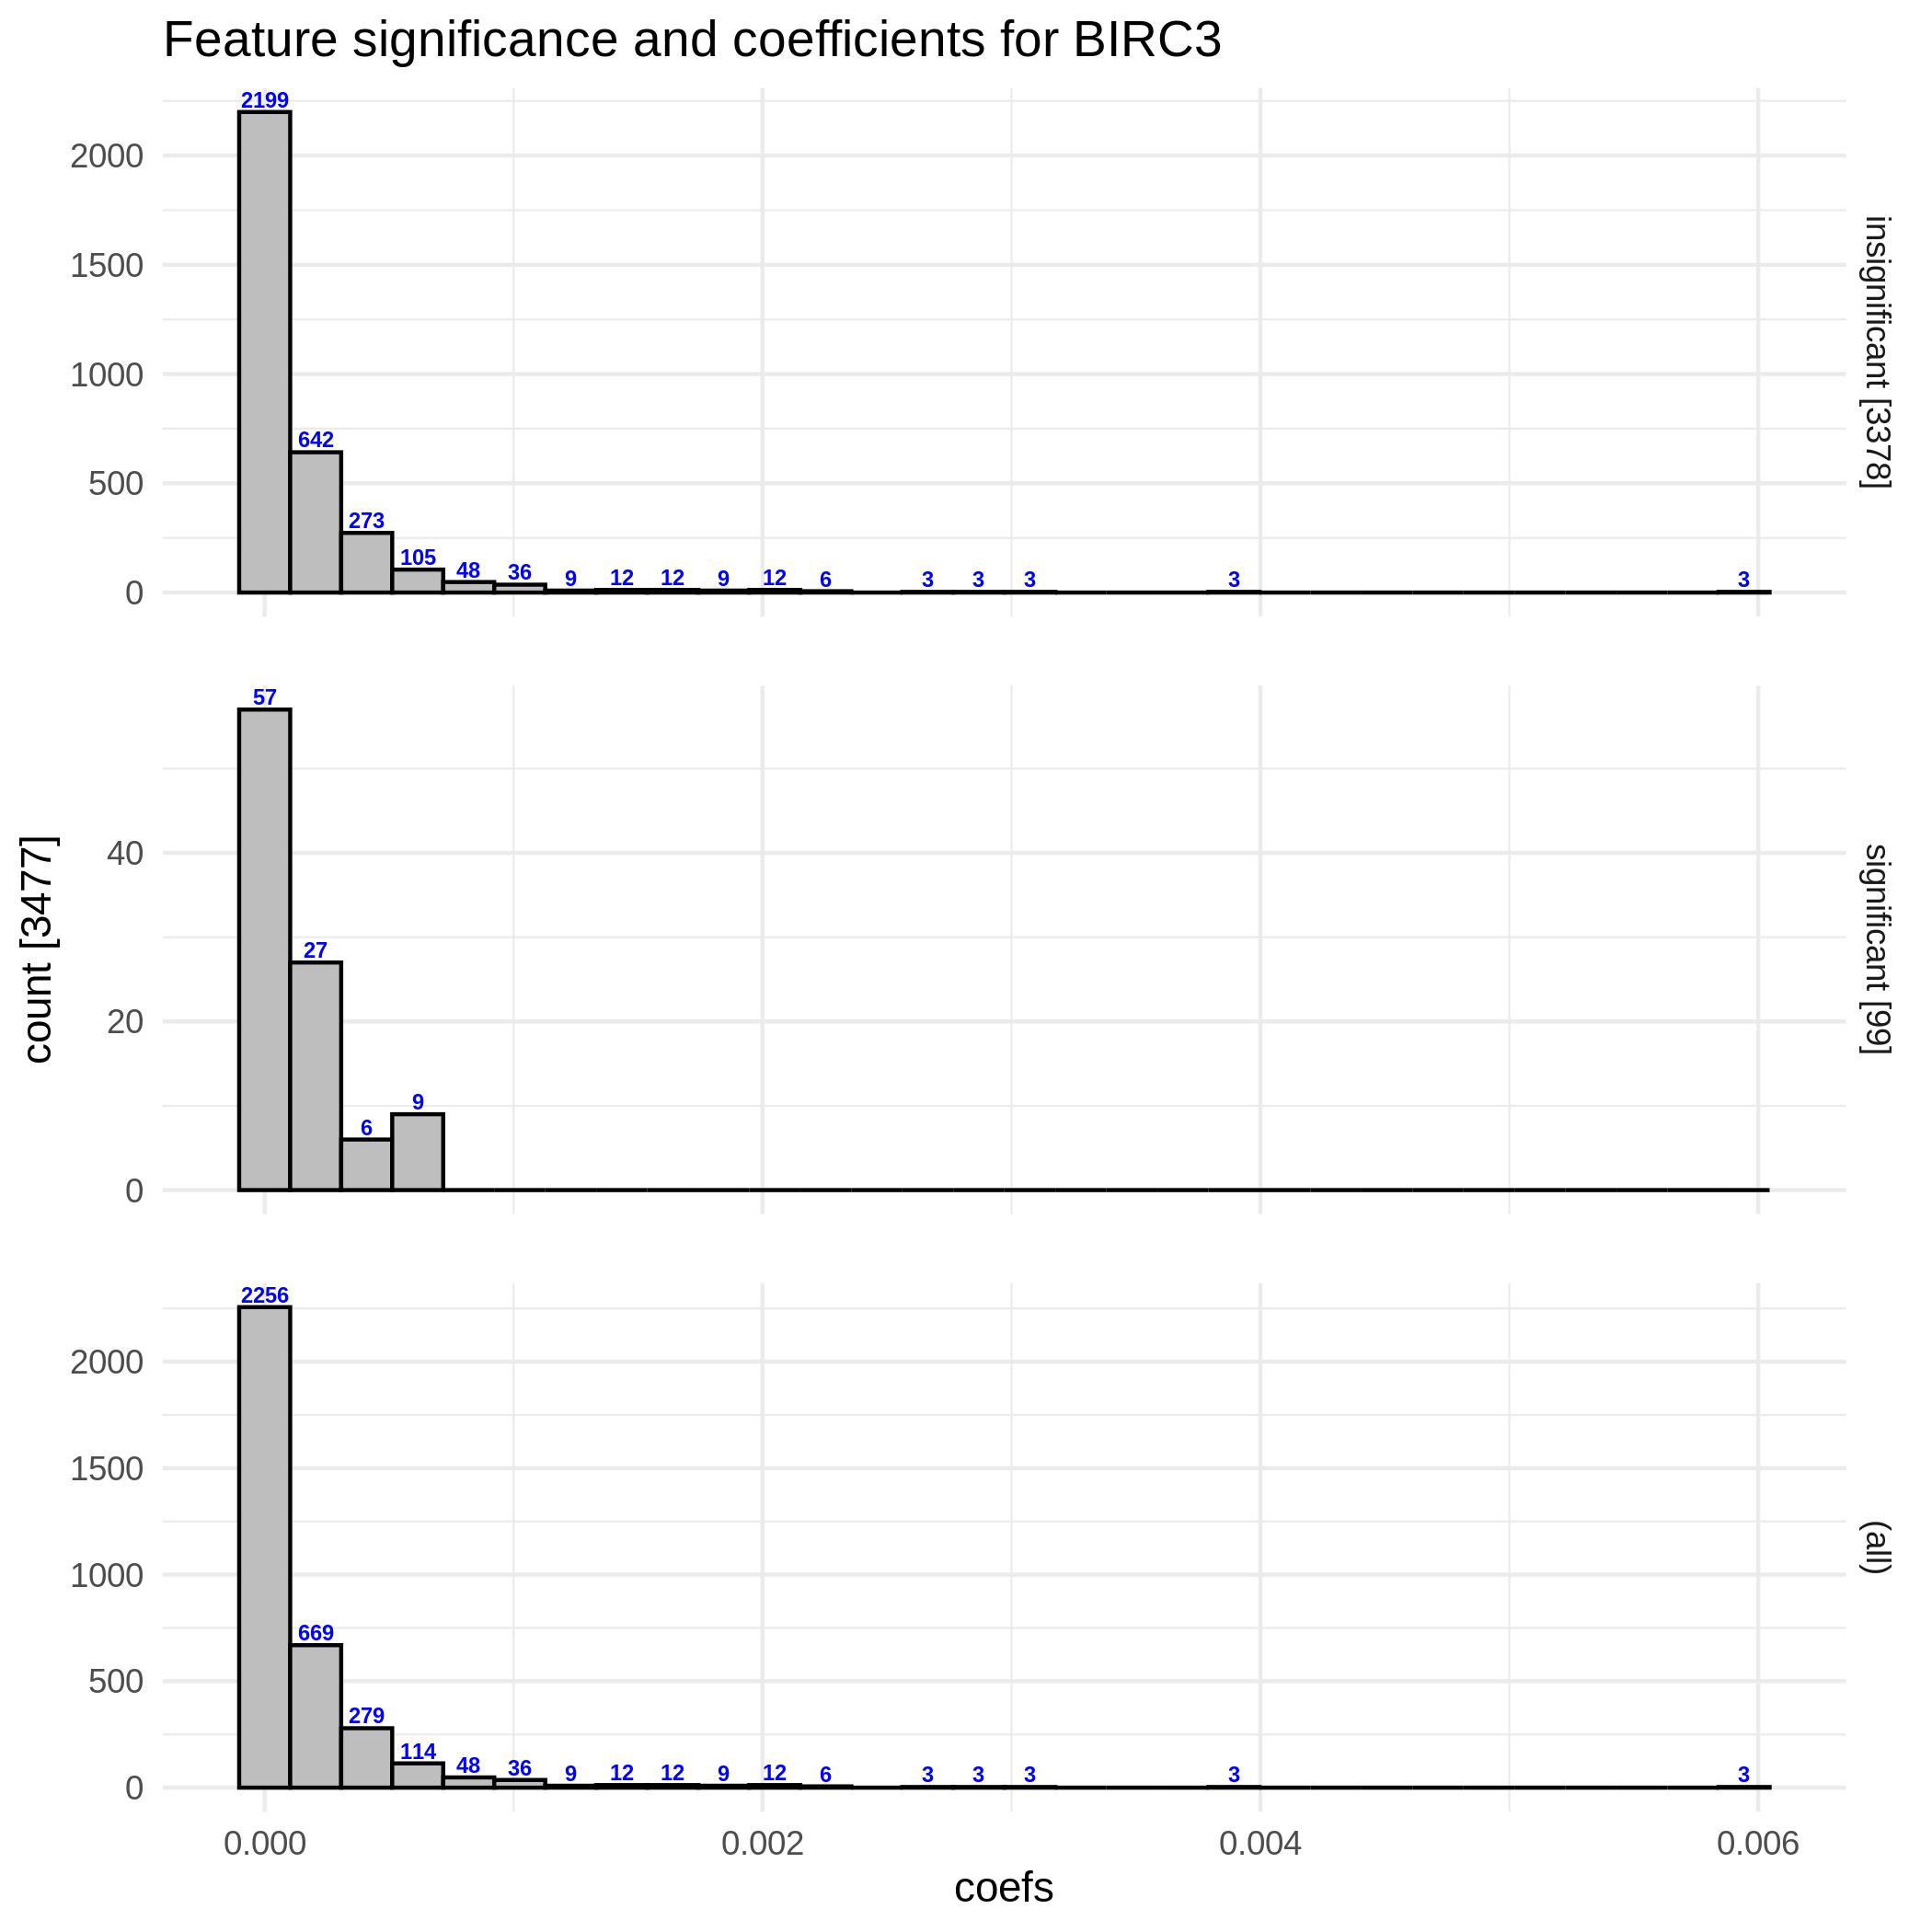 Feature significance and coefficients for BIRC3
2199
2000
1500
1000
642
500
273
105
48 36 9 12 12 9 12 6 3 3 3 3 3
0
insignificant [3378]
57
40
27
20
9
6
0
significant [99]
count [3477]
2256
2000
1500
1000
669
500
279
114
48 36 9 12 12 9 12 6 3 3 3 3 3
0
(all)
0.000 0.002 0.004 0.006
coefs